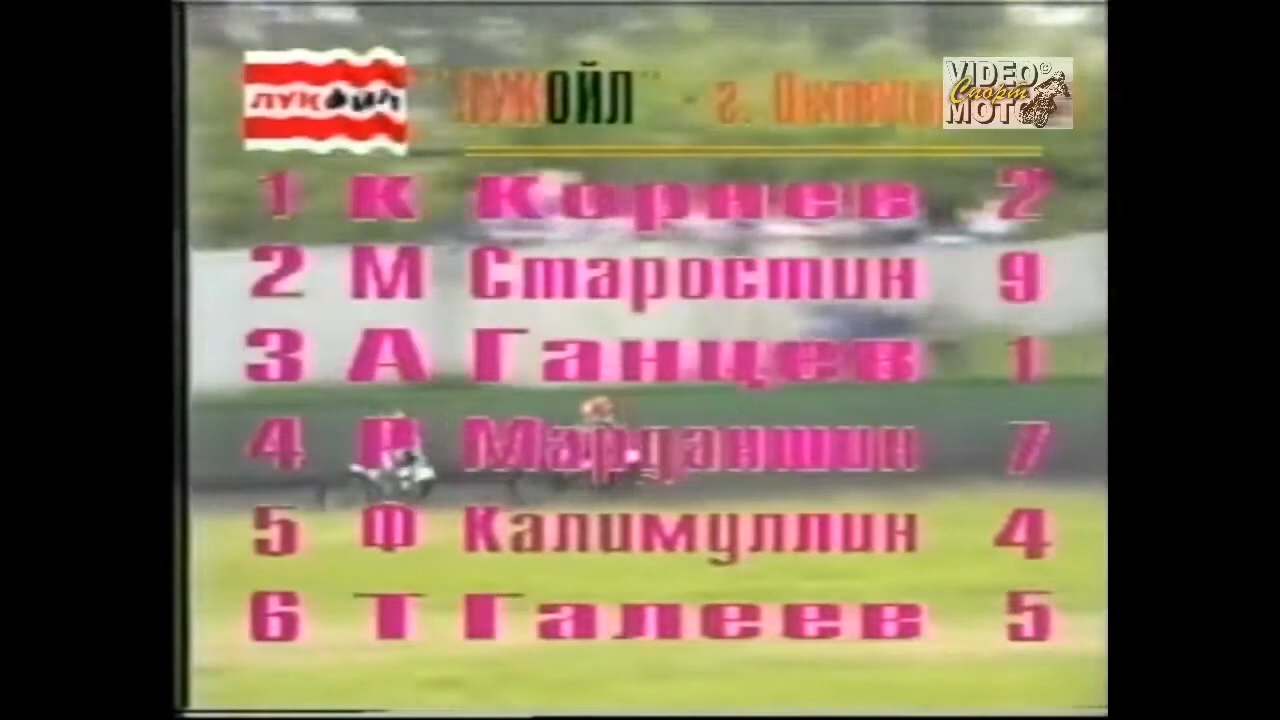 ЛУКОЙЛ "ЛУКОЙЛ" - г.
VIDEO©
Спорт
МОТО
1 К Корнев 2
2 М Старостин 9
3 А Ганцев 1
4 Р Марданшин 7
5 Ф Калимуллин 4
6 Т Галеев 5